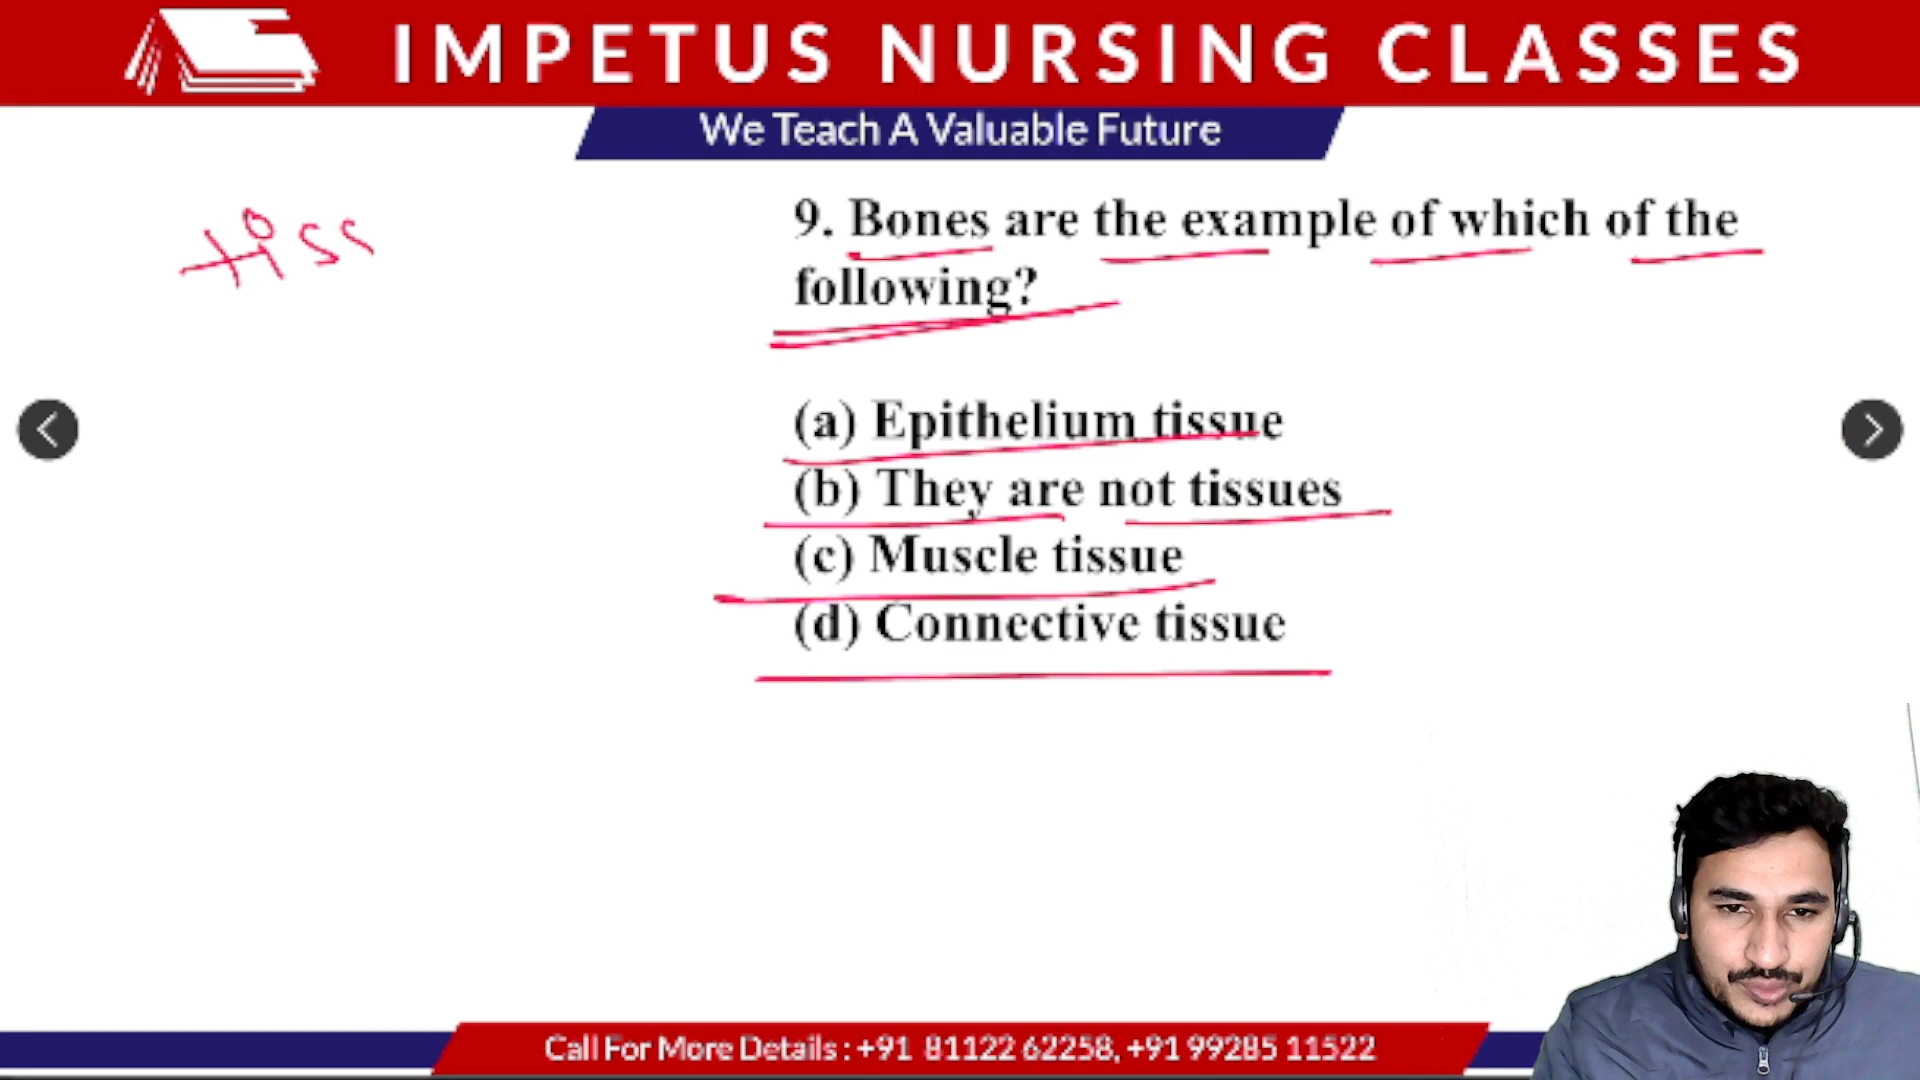 IMPETUS NURSING CLASSES
We Teach A Valuable Future
tiss
9. Bones are the example of which of the
following?
(a) Epithelium tissue
(b) They are not tissues
(c) Muscle tissue
(d) Connective tissue
Call For More Details : +91 81122 62258, +91 99285 11522